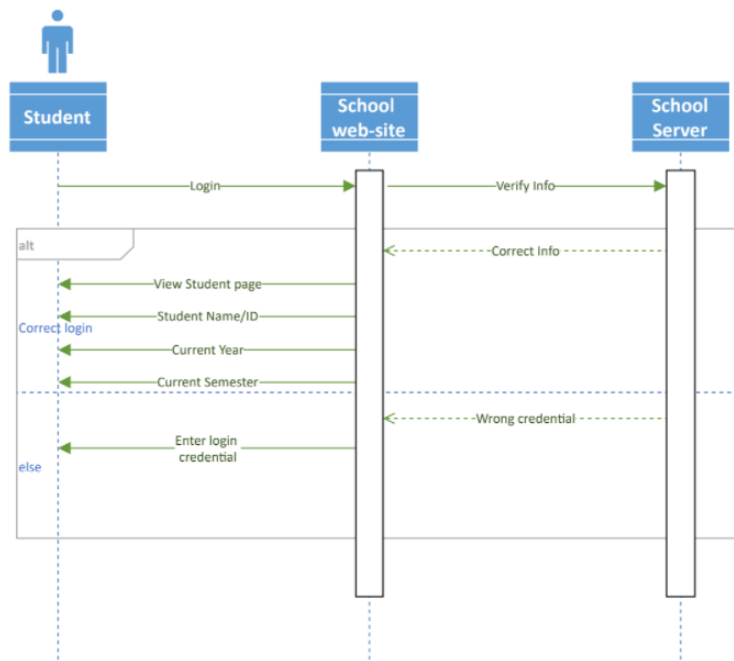 Student
School
web-site
School
Server
Login
Verify Info
alt
Correct Info
View Student page
Student Name/ID
Correct login
Current Year
Current Semester
Wrong credential
Enter login
credential
else